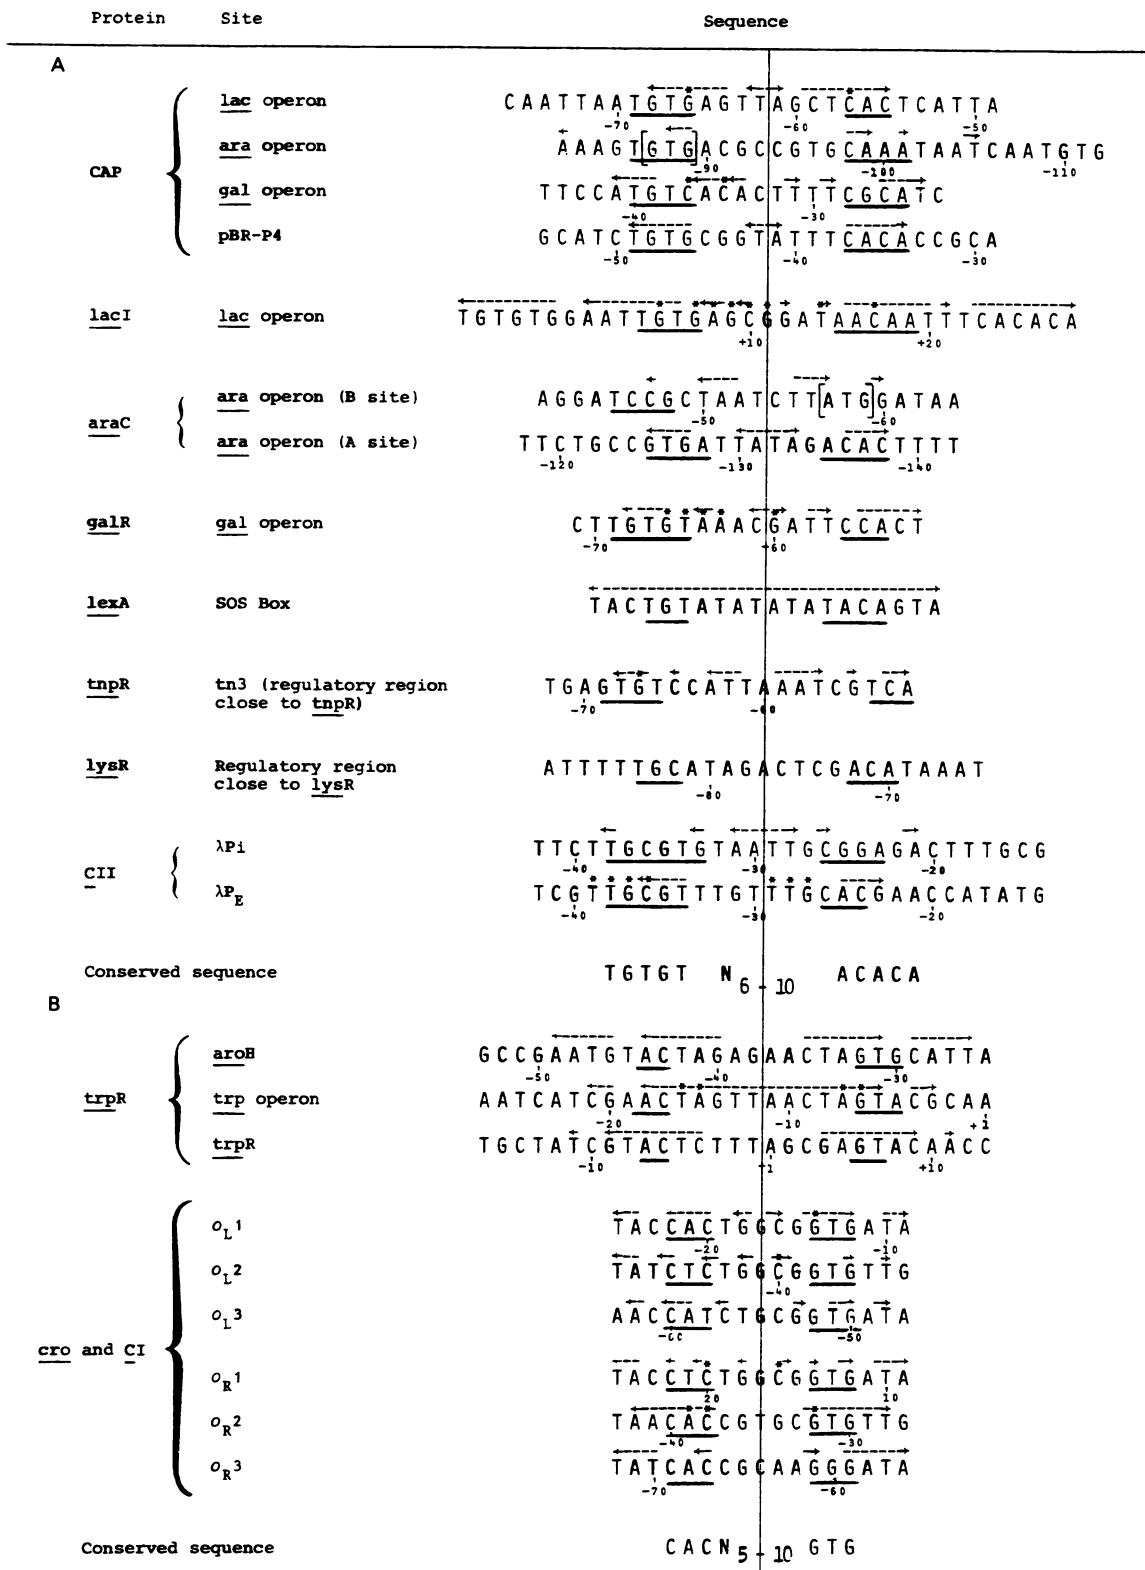 Protein Site Sequence
A
CAP
lac operon CAATTAATGTGAGTTAGCTCACTCATTA
-70 -60 -50
ara operon AAAGT[GTG]ACGCCGTGCAAATAATCAATGTG
-90 -100 -110
gal operon TTCCATGTCACACTTTTCGCATC
-40 -30
pBR-P4 GCATCTGTGCGGTATTTCACACCGCA
-50 -40 -30
lacI lac operon TGTGTGGAATTGTGAGCGGATAACAATTTCACACA
+10 +20
araC
ara operon (B site) AGGATCCGCTAATCTT[ATG]GATAA
-50 -60
ara operon (A site) TTCTGCCGTGATTATAGACACTTTT
-120 -130 -140
galR gal operon CTTGTGTAAACGATTCCACT
-70 +60
lexA SOS Box TACTGTATATATATACAGTA
tnpR tn3 (regulatory region TGAGTGTCCATTAAATCGTCA
close to tnpR)
-70 -60
lysR Regulatory region ATTTTTGCATAGACTCGACATAAAT
close to lysR
-80 -70
CII
λPi TTCTTGCGTGTAATTGCGGAGACTTTGCG
-40 -30 -20
λPE TCGTTGCGTTTGTTTGCACGAACCATATG
-40 -30 -20
Conserved sequence TGTGT N6-10 ACACA
B
trpR
aroH GCCGAATGTACTAGAGAACTAGTGCATTA
-50 -40 -30
trp operon AATCATCGAACTAGTTAACTAGTACGCAA
-20 -10 +1
trpR TGCTATCGTACTCTTTAGCGAGTACAACC
-10 +1 +10
cro and CI
OL1 TACCACTGGCGGTGATA
-20 -10
OL2 TATCTCTGGCGGTGTTG
-40
OL3 AACCATCTGCGGTGATA
-60 -50
OR1 TACCTCTGGCGGTGATA
20 10
OR2 TAACACCGTGCGTGTTG
-40 -30
OR3 TATCACCGCAAGGGATA
-70 -60
Conserved sequence CACN5-10 GTG